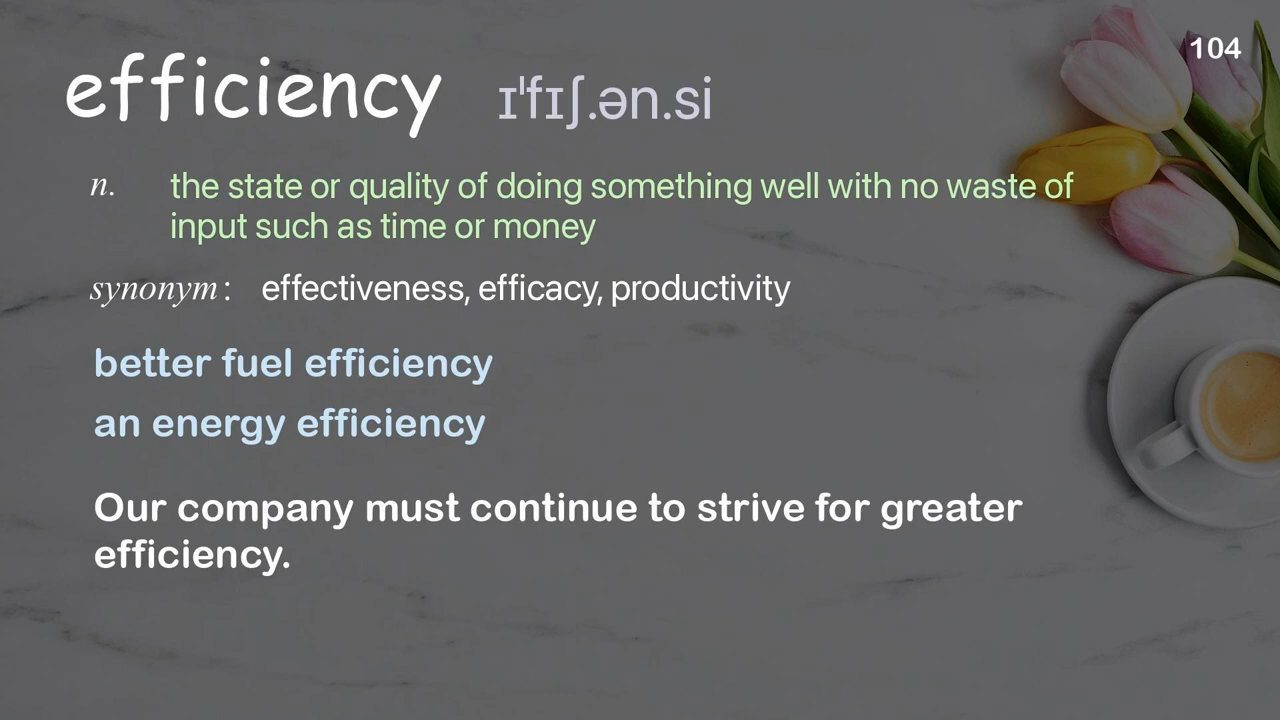 104
efficiency ɪˈfɪʃ.ən.si
n. the state or quality of doing something well with no waste of
input such as time or money
synonym : effectiveness, efficacy, productivity
better fuel efficiency
an energy efficiency
Our company must continue to strive for greater
efficiency.